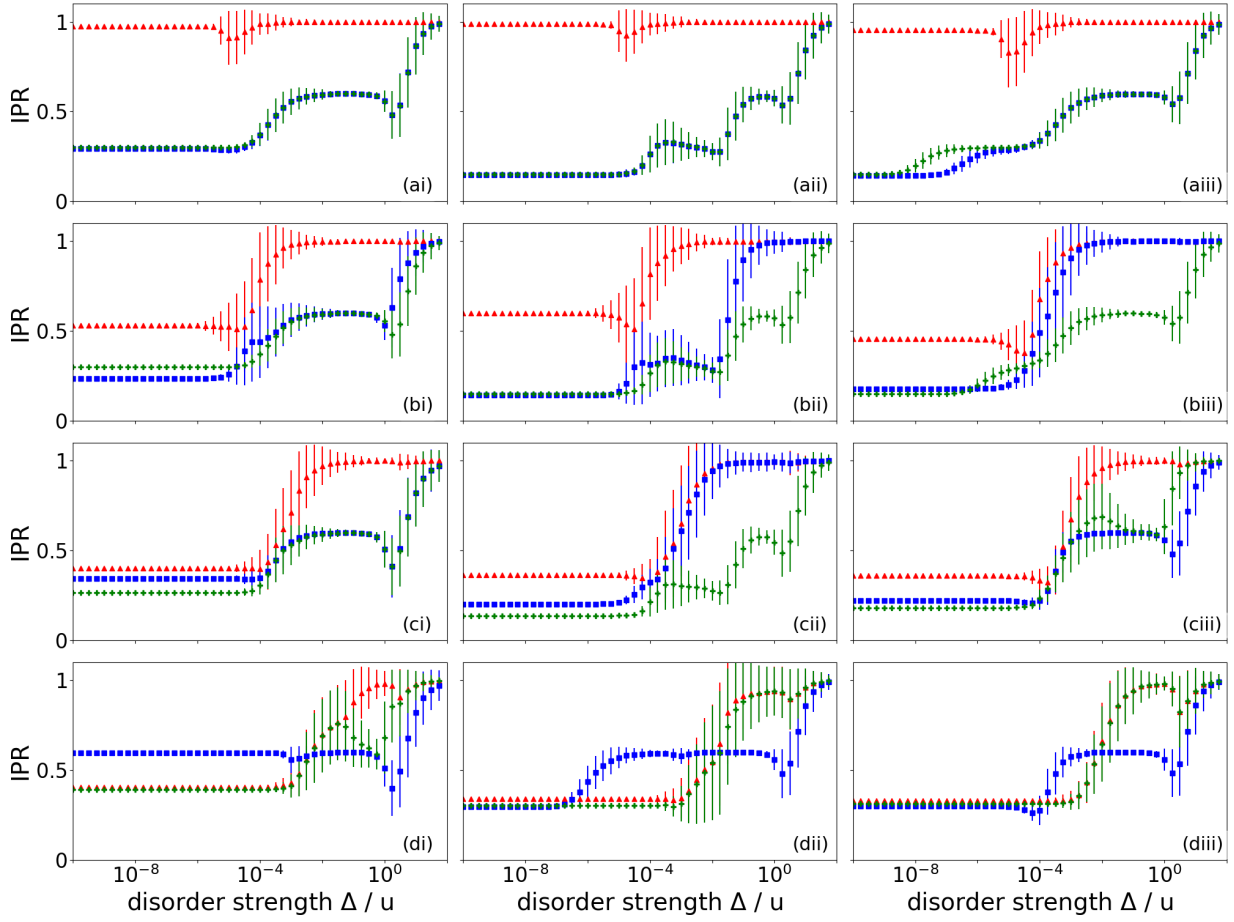 IPR
1
0.5
0
(ai)
(aii)
(aiii)
IPR
1
0.5
0
(bi)
(bii)
(biii)
IPR
1
0.5
0
(ci)
(cii)
(ciii)
IPR
1
0.5
0
(di)
(dii)
(diii)
10⁻⁸ 10⁻⁴ 10⁰
10⁻⁸ 10⁻⁴ 10⁰
10⁻⁸ 10⁻⁴ 10⁰
disorder strength Δ / u
disorder strength Δ / u
disorder strength Δ / u